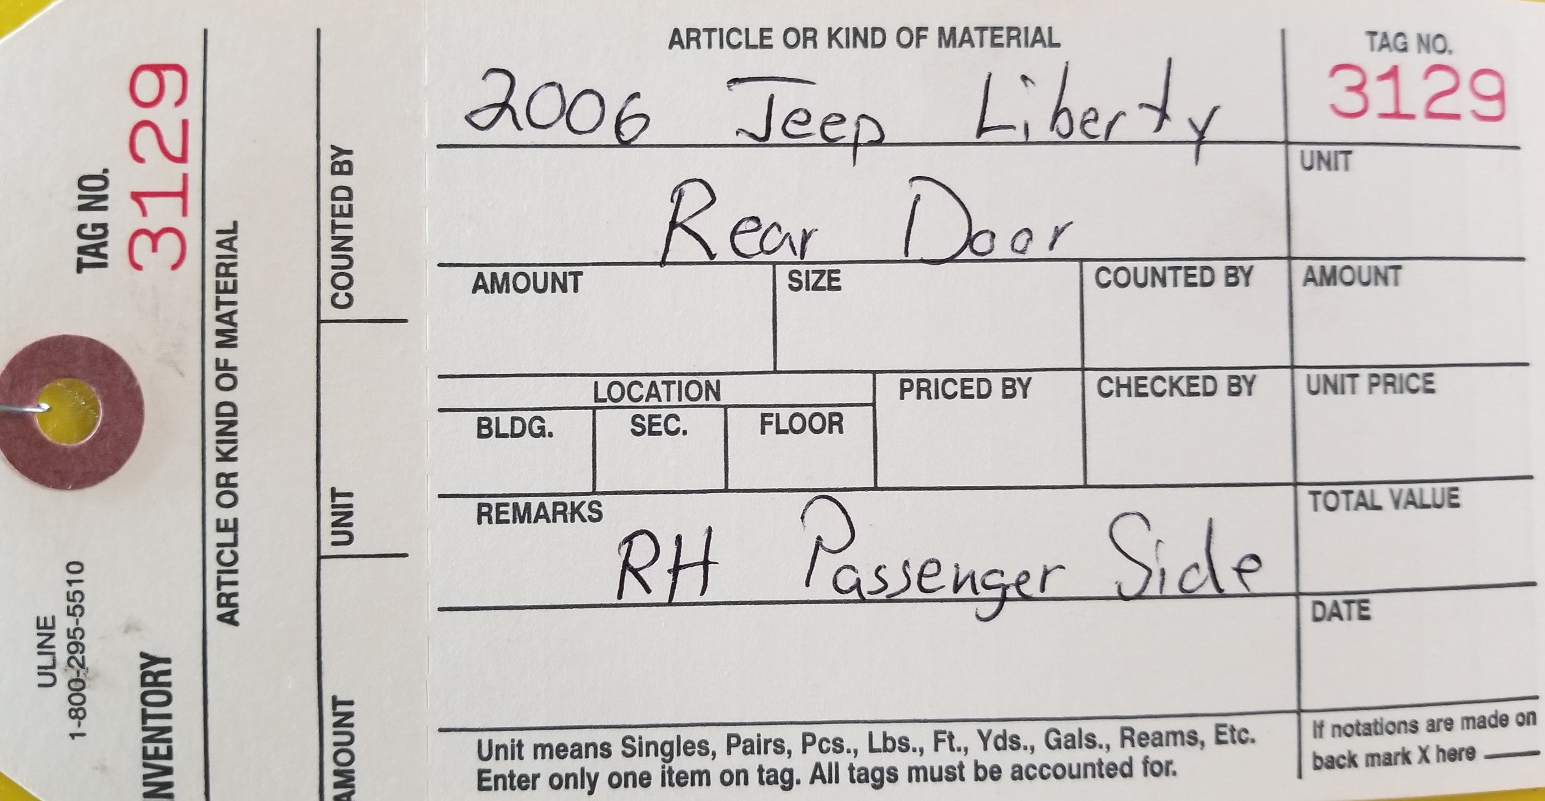 ARTICLE OR KIND OF MATERIAL
2006 Jeep Liberty
Rear Door
TAG NO.
3129
UNIT
AMOUNT
SIZE
COUNTED BY
AMOUNT
LOCATION
BLDG.
SEC.
FLOOR
PRICED BY
CHECKED BY
UNIT PRICE
REMARKS
RH Passenger Side
TOTAL VALUE
DATE
Unit means Singles, Pairs, Pcs., Lbs., Ft., Yds., Gals., Reams, Etc.
Enter only one item on tag. All tags must be accounted for.
If notations are made on
back mark X here
ULINE
1-800-295-5510
TAG NO.
3129
NVENTORY
ARTICLE OR KIND OF MATERIAL
COUNTED BY
UNIT
AMOUNT